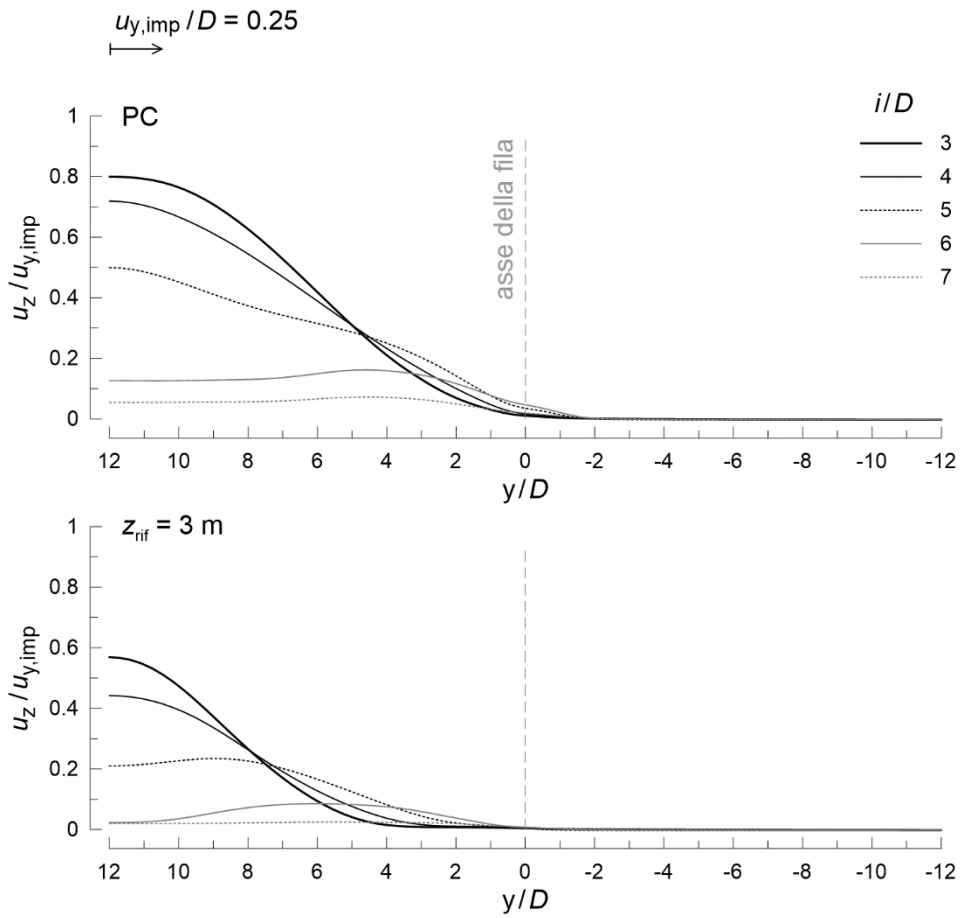 u_y,imp / D = 0.25
PC
i/D
3
4
5
6
7
asse della fila
1
0.8
0.6
0.4
0.2
0
u_z / u_y,imp
12 10 8 6 4 2 0 -2 -4 -6 -8 -10 -12
y/D
z_rif = 3 m
1
0.8
0.6
0.4
0.2
0
u_z / u_y,imp
12 10 8 6 4 2 0 -2 -4 -6 -8 -10 -12
y/D